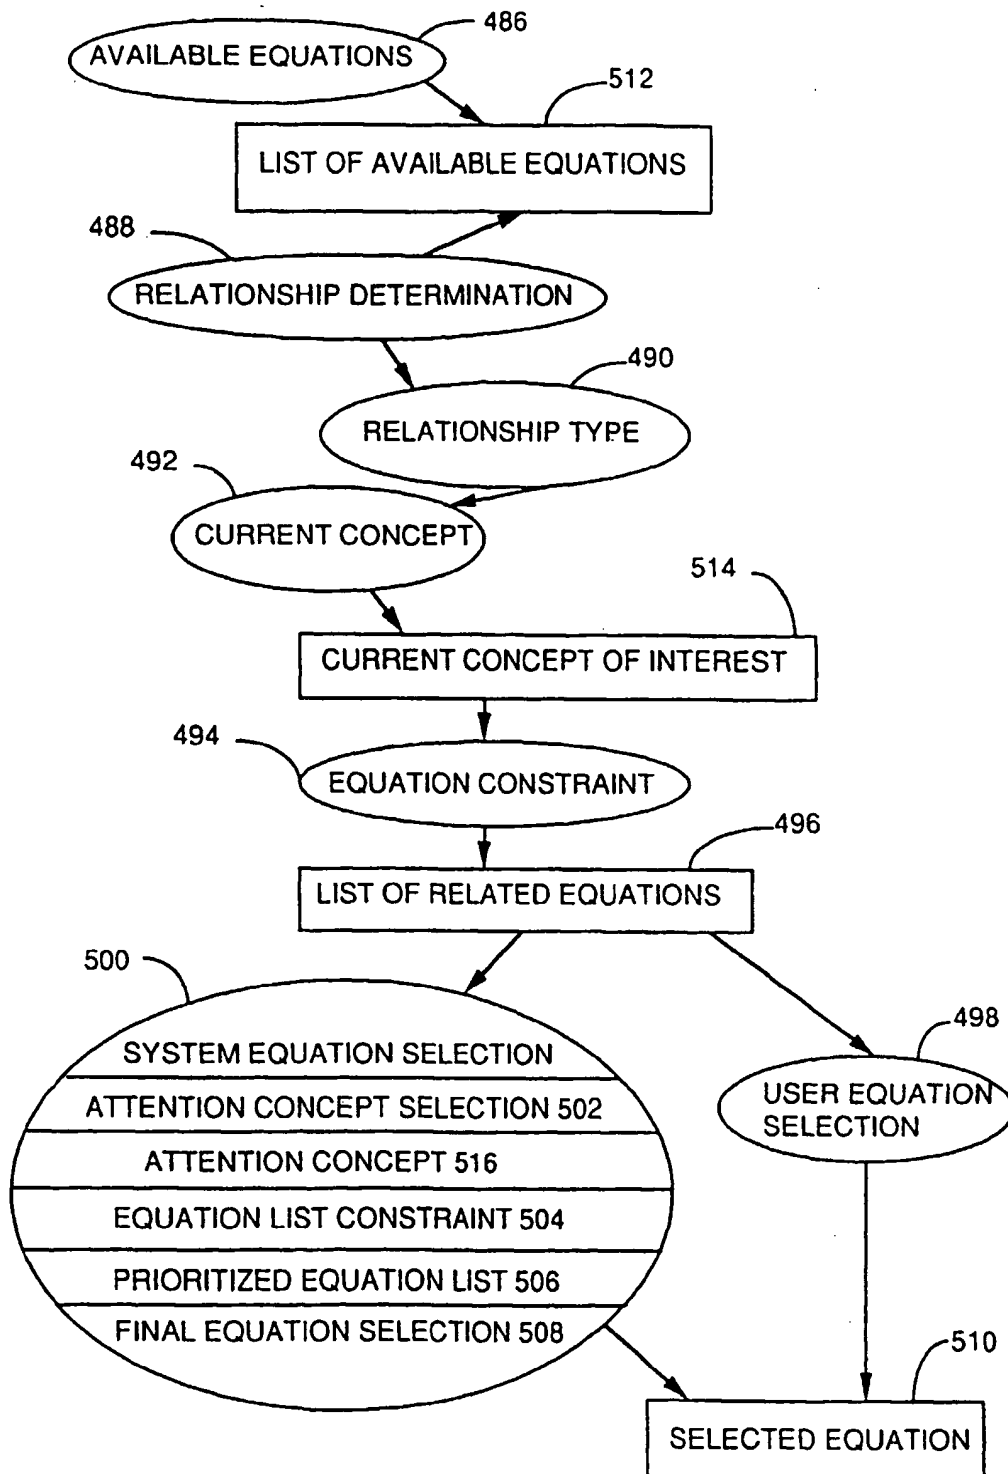 486
AVAILABLE EQUATIONS
512
LIST OF AVAILABLE EQUATIONS
488
RELATIONSHIP DETERMINATION
490
RELATIONSHIP TYPE
492
CURRENT CONCEPT
514
CURRENT CONCEPT OF INTEREST
494
EQUATION CONSTRAINT
496
LIST OF RELATED EQUATIONS
500
SYSTEM EQUATION SELECTION
ATTENTION CONCEPT SELECTION 502
ATTENTION CONCEPT 516
EQUATION LIST CONSTRAINT 504
PRIORITIZED EQUATION LIST 506
FINAL EQUATION SELECTION 508
498
USER EQUATION
SELECTION
510
SELECTED EQUATION